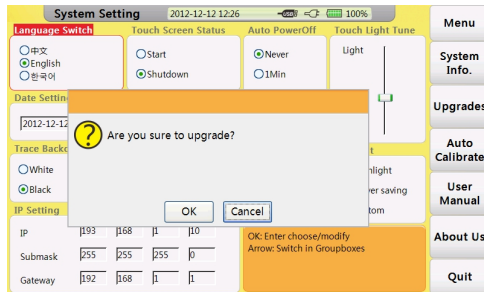 System Setting 2012-12-12 12:26 100%
Language Switch
中文
English
한국어
Touch Screen Status
Start
Shutdown
Auto PowerOff
Never
1Min
Touch Light Tune
Light
Date Settin
2012-12-12
Are you sure to upgrade?
OK Cancel
Trace Backg
White
Black
nlight
er saving
tom
IP Setting
IP 193 168 1 10
Submask 255 255 255 0
Gateway 192 168 1 1
OK: Enter choose/modify
Arrow: Switch in Groupboxes
Menu
System
Info.
Upgrades
Auto
Calibrate
User
Manual
About Us
Quit